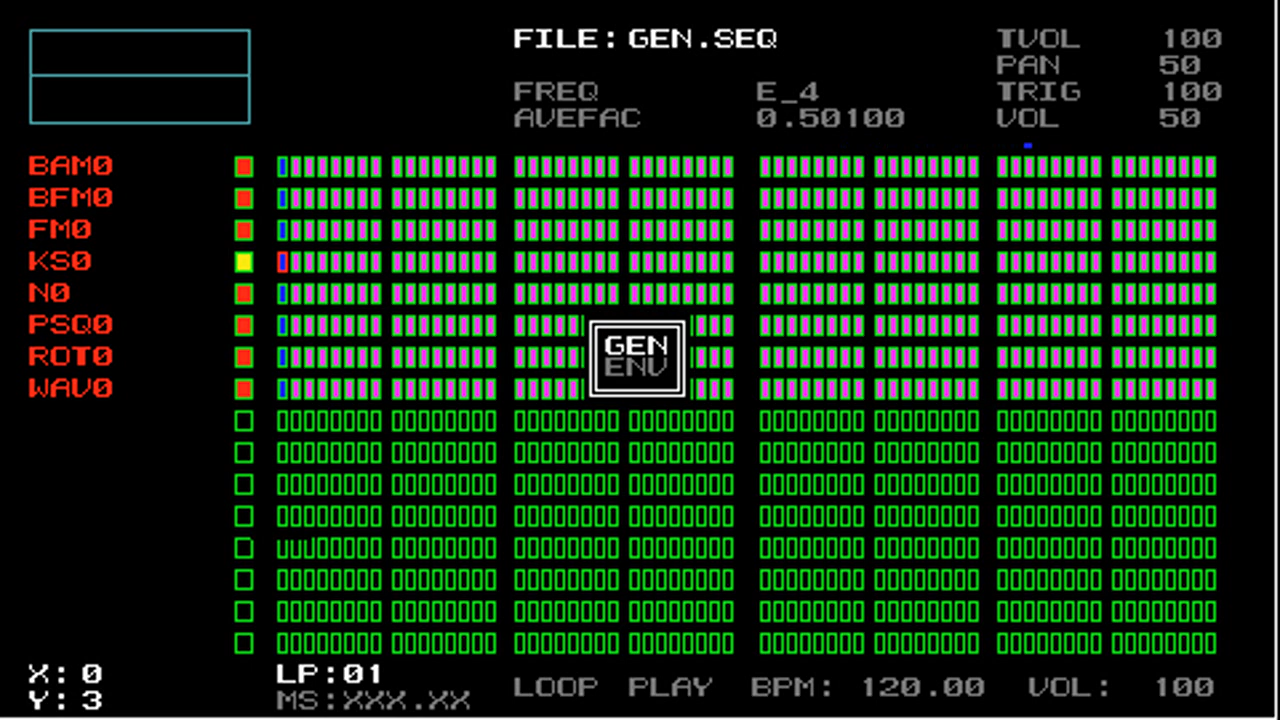 FILE:GEN.SEQ
TVOL 100
PAN 50
FREQ E_4 TRIG 100
AVEFAC 0.50100 VOL 50
BAM0
BFM0
FM0
KS0
N0
PSQ0
GEN
ROT0
ENV
WAV0
X:0 LP:01
LOOP PLAY BPM: 120.00 VOL: 100
Y:3 MS:XXX.XX